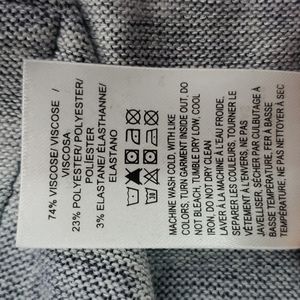 74% VISCOSE/ VISCOSE /
VISCOSA
23% POLYESTER/ POLYESTER/
POLIÉSTER
3% ELASTANE/ ÉLASTHANNE/
ELASTANO
MACHINE WASH COLD, WITH LIKE
COLORS, TURN GARMENT INSIDE OUT, DO
NOT BLEACH, TUMBLE DRY LOW, COOL
IRON, DO NOT DRY CLEAN
LAVER À LA MACHINE À L'EAU FROIDE,
SEPARER LES COULEURS, TOURNER LE
VÊTEMENT À L'ENVERS, NE PAS
JAVELLISER, SÉCHER PAR CULBUTAGE À
BASSE TEMPÉRATURE, FER À BASSE
TEMPÉRATURE, NE PAS NETTOYER À SEC